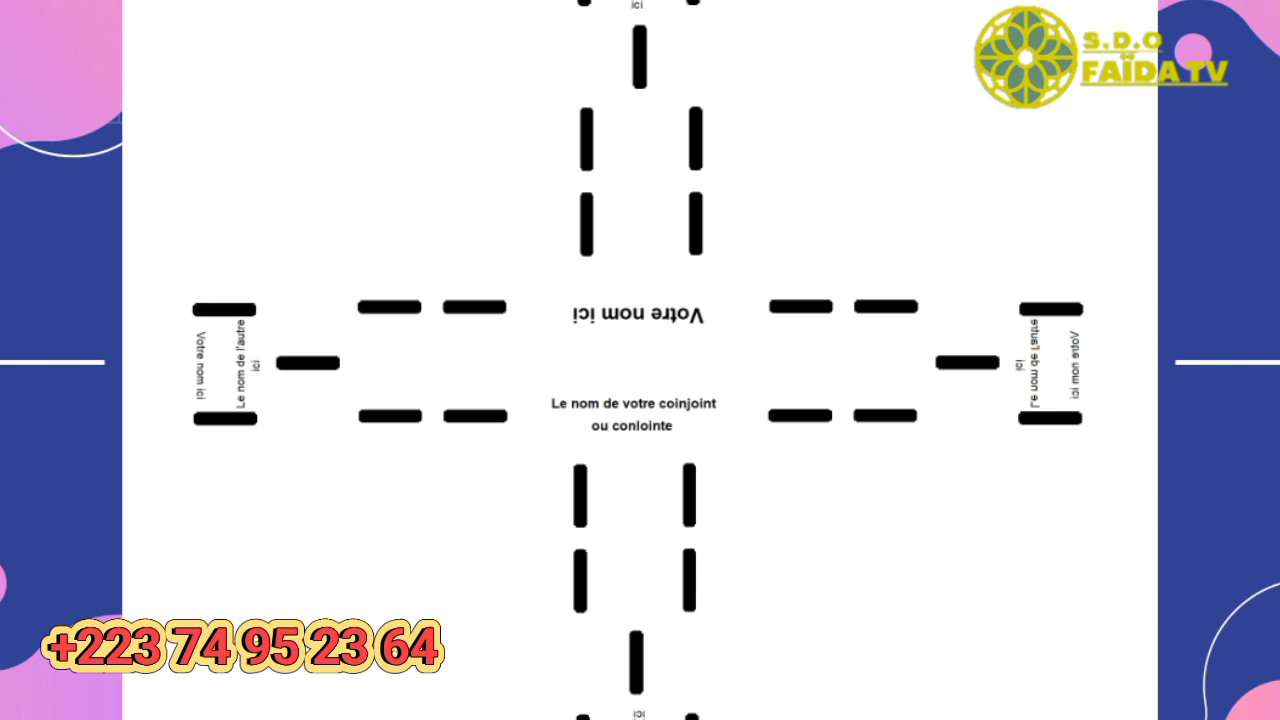 ici
S.D.O
FAÏDA TV
Votre nom ici
Votre nom ici
Le nom de l'autre
ici
Le nom de votre coinjoint
ou conlointe
ici
Le nom de l'autre
Votre nom ici
+223 74 95 23 64
ici